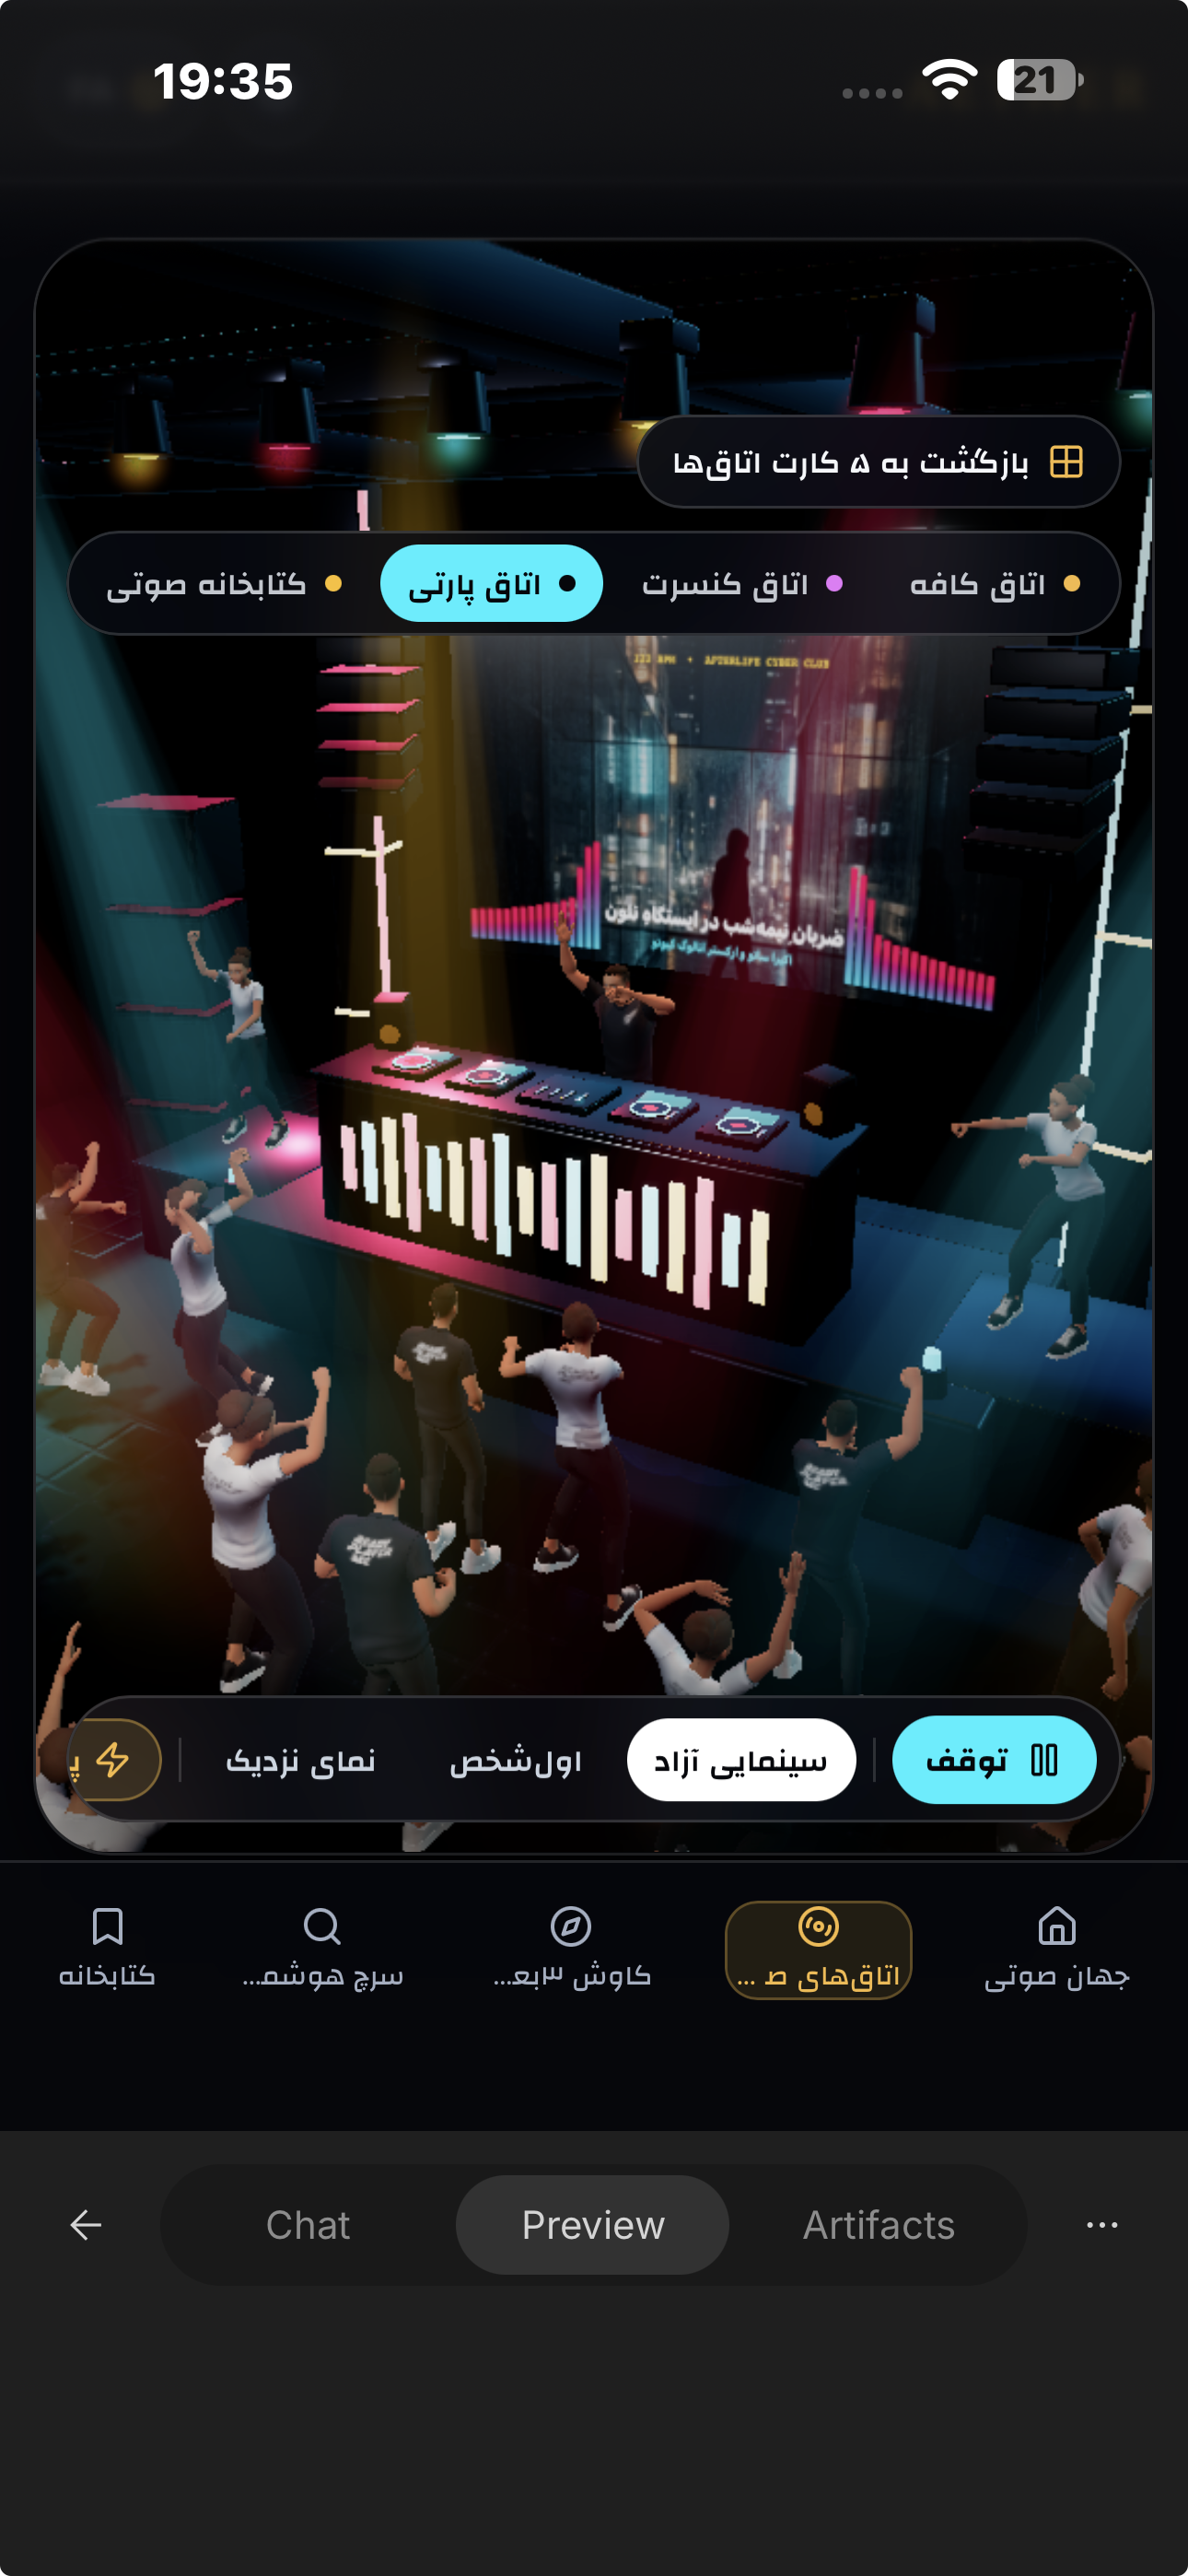 19:35
21
بازگشت به ۵ کارت اتاق‌ها
اتاق کافه
اتاق کنسرت
اتاق پارتی
کتابخانه صوتی
AFTERLIFE CYBER CLUB
ضربان نیمه‌شب در ایستگاه نئون
توقف
سینمایی آزاد
اول‌شخص
نمای نزدیک
جهان صوتی
اتاق‌های ص ...
کاوش ۳بع...
سرچ هوشمـ...
کتابخانه
Chat
Preview
Artifacts